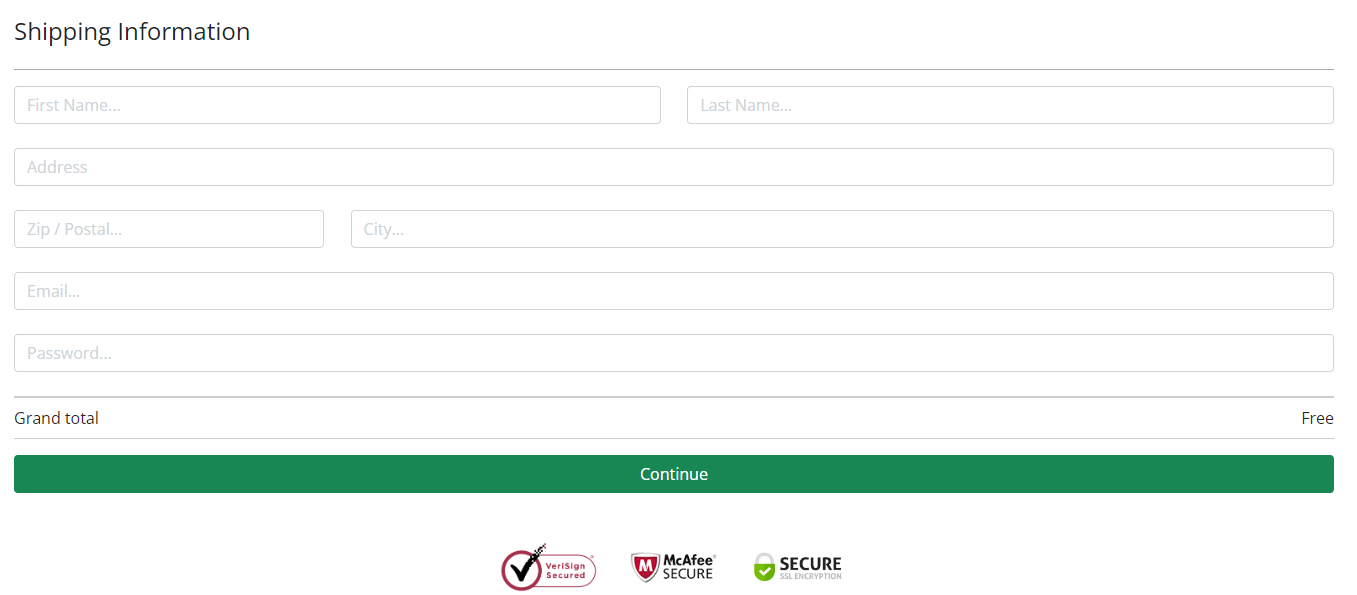 Shipping Information
First Name...
Last Name...
Address
Zip / Postal...
City...
Email...
Password...
Grand total
Free
Continue
VeriSign
Secured
McAfee
SECURE
SECURE
SSL ENCRYPTION